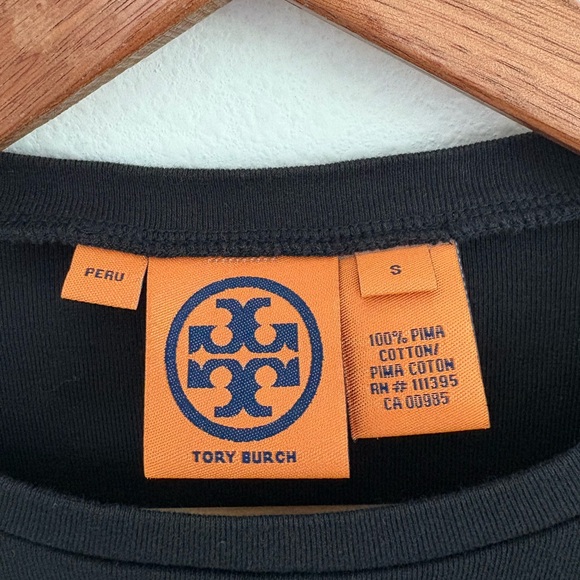 PERU
TORY BURCH
S
100% PIMA
COTTON/
PIMA COTON
RN # 111395
CA 00985